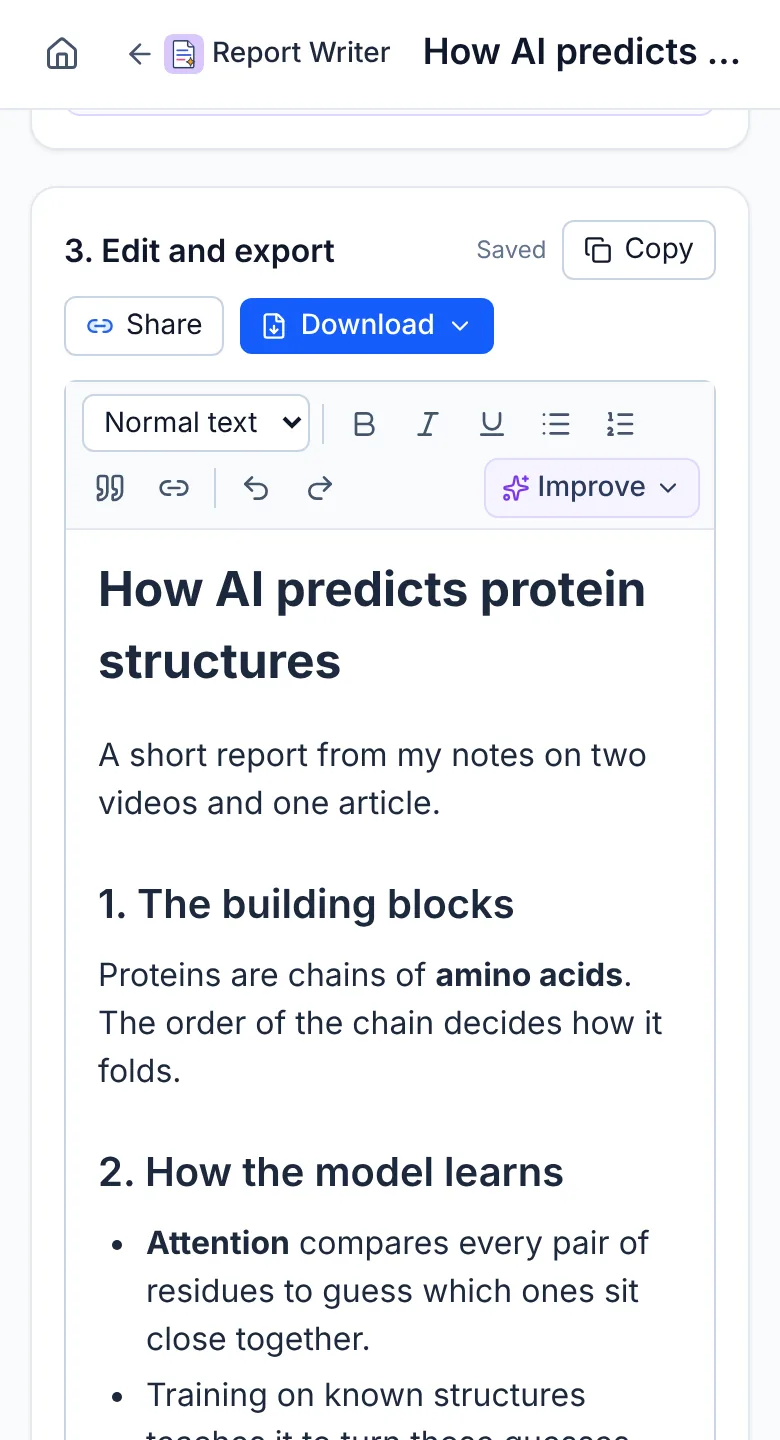 Report Writer
How AI predicts ...
3. Edit and export
Saved
Copy
Share
Download
Normal text
B
I
U
Improve
How AI predicts protein
structures
A short report from my notes on two
videos and one article.
1. The building blocks
Proteins are chains of amino acids.
The order of the chain decides how it
folds.
2. How the model learns
• Attention compares every pair of
residues to guess which ones sit
close together.
• Training on known structures